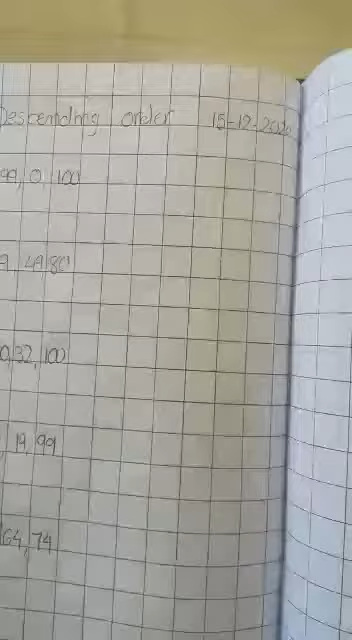 Descending order 15-12-2020
99, 0, 100
9, 49, 80
0, 32, 100
, 19, 99
64, 74